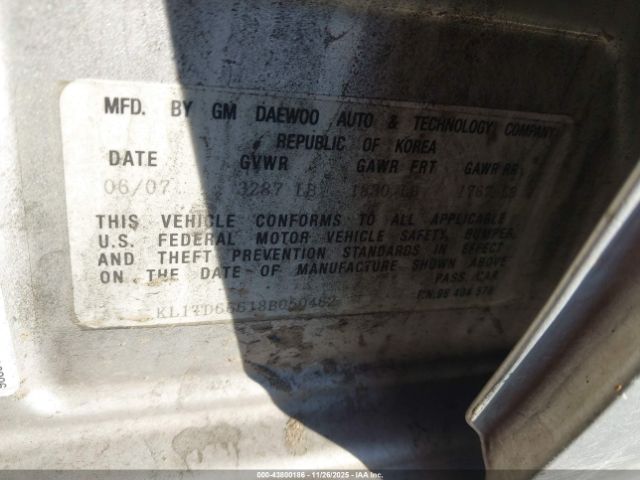 MFD. BY GM DAEWOO AUTO & TECHNOLOGY COMPANY
REPUBLIC OF KOREA
DATE GVWR GAWR FRT GAWR RR
06/07 3287 LB LB LB
THIS VEHICLE CONFORMS TO ALL APPLICABLE
U.S. FEDERAL MOTOR VEHICLE SAFETY, BUMPER,
AND THEFT PREVENTION STANDARDS IN EFFECT
ON THE DATE OF MANUFACTURE SHOWN ABOVE
PASS CAR
000-43800186 - 11/26/2025 - IAA Inc.